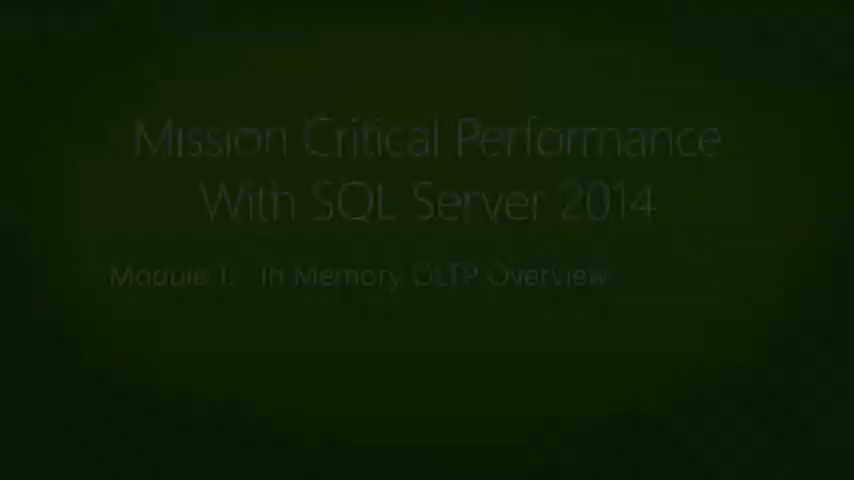 Mission Critical Performance
With SQL Server 2014
Module 1: In Memory OLTP Overview